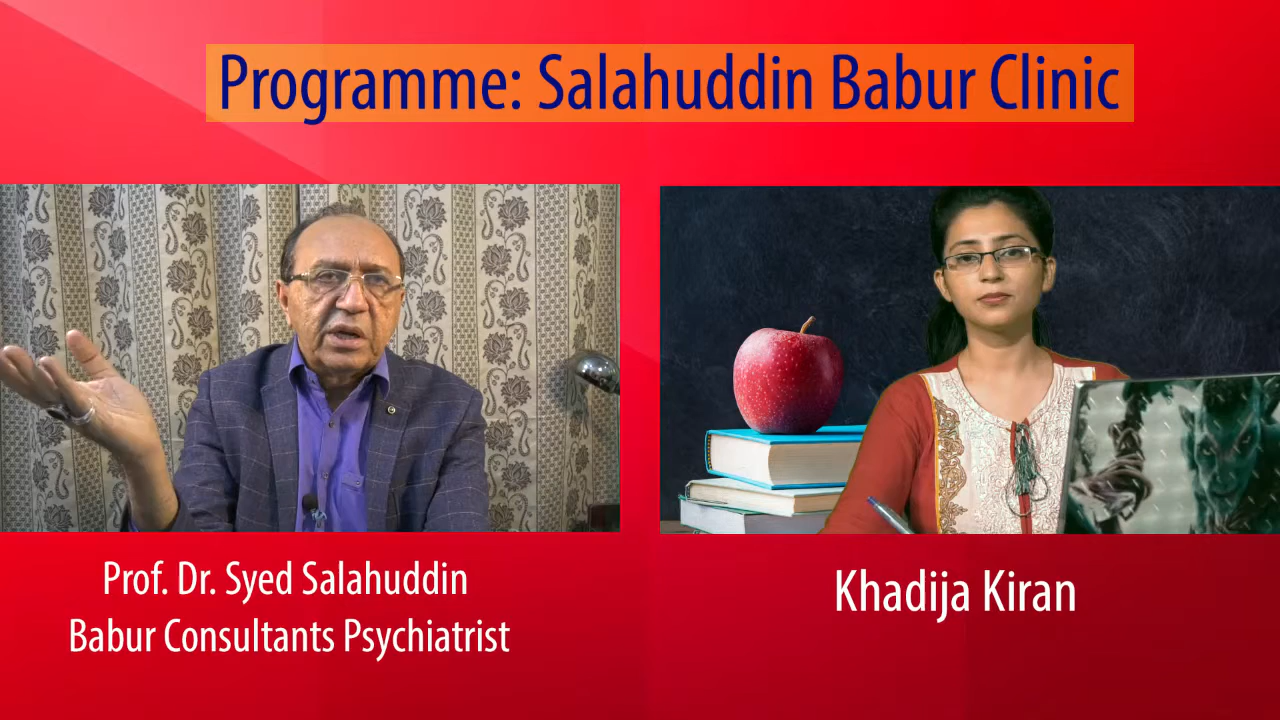 Programme: Salahuddin Babur Clinic
Prof. Dr. Syed Salahuddin
Babur Consultants Psychiatrist
Khadija Kiran